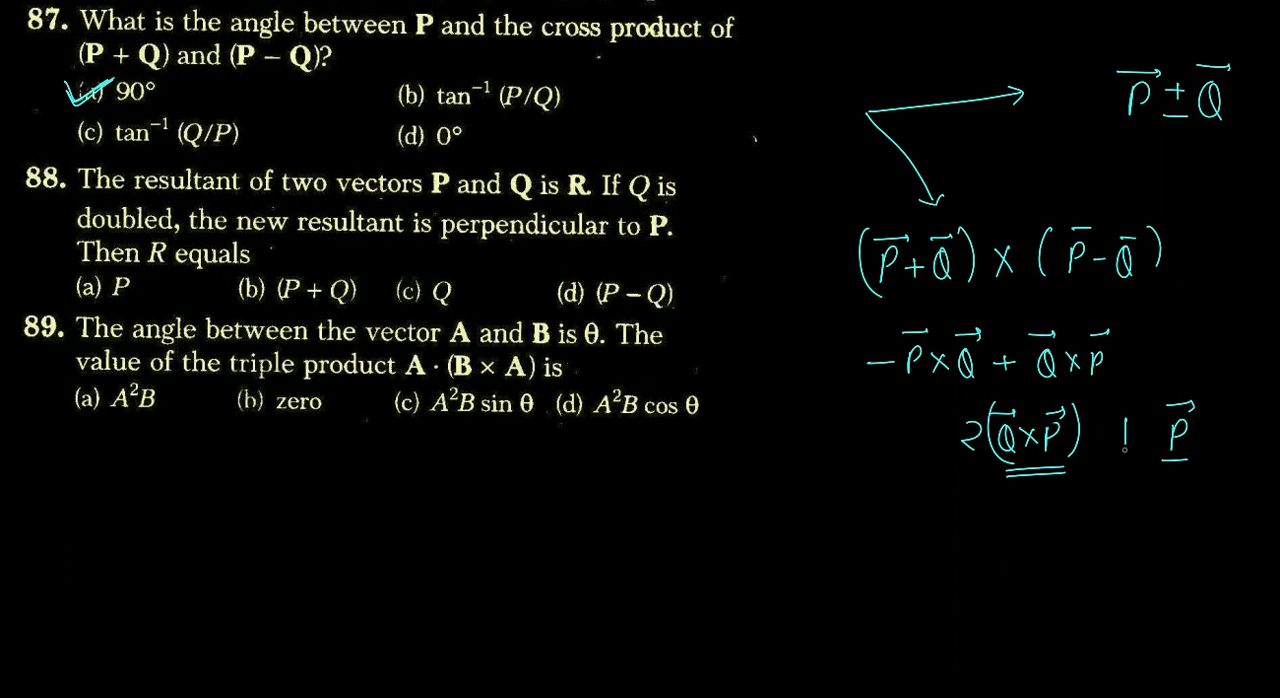 87. What is the angle between P and the cross product of
(P + Q) and (P – Q)?
(a) 90° (b) tan⁻¹ (P/Q)
(c) tan⁻¹ (Q/P) (d) 0°
88. The resultant of two vectors P and Q is R. If Q is
doubled, the new resultant is perpendicular to P.
Then R equals
(a) P (b) (P + Q) (c) Q (d) (P – Q)
89. The angle between the vector A and B is θ. The
value of the triple product A · (B × A) is
(a) A²B (b) zero (c) A²B sin θ (d) A²B cos θ
P⃗ ± Q⃗
(P⃗ + Q⃗) × (P̄ - Q̄)
- P⃗ × Q⃗ + Q⃗ × P⃗
2(Q⃗ × P⃗) ! P⃗